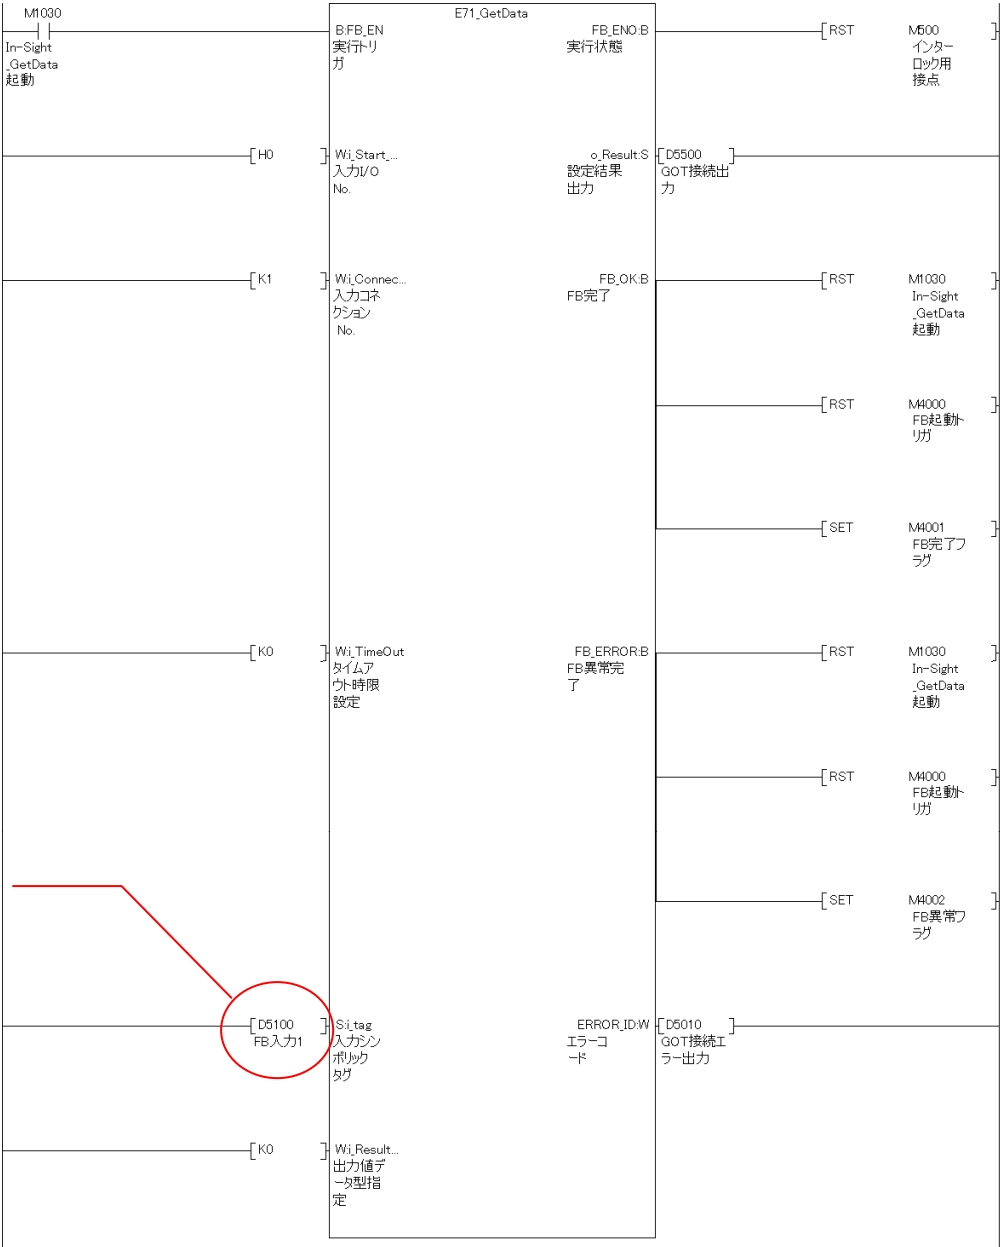 M1030
In-Sight
_GetData
起動
E71_GetData
B:FB_EN
実行トリ
ガ
FB_ENO:B
実行状態
RST M500
インター
ロック用
接点
H0
W:i_Start_...
入力I/O
No.
o_Result:S
設定結果
出力
D5500
GOT接続出
力
K1
W:i_Connec...
入力コネ
クション
No.
FB_OK:B
FB完了
RST M1030
In-Sight
_GetData
起動
RST M4000
FB起動ト
リガ
SET M4001
FB完了フ
ラグ
K0
W:i_TimeOut
タイムア
ウト時限
設定
FB_ERROR:B
FB異常完
了
RST M1030
In-Sight
_GetData
起動
RST M4000
FB起動ト
リガ
SET M4002
FB異常フ
ラグ
D5100
FB入力1
S:i_tag
入力シン
ボリック
タグ
ERROR_ID:W
エラーコ
ード
D5010
GOT接続エ
ラー出力
K0
W:i_Result...
出力値デ
ータ型指
定